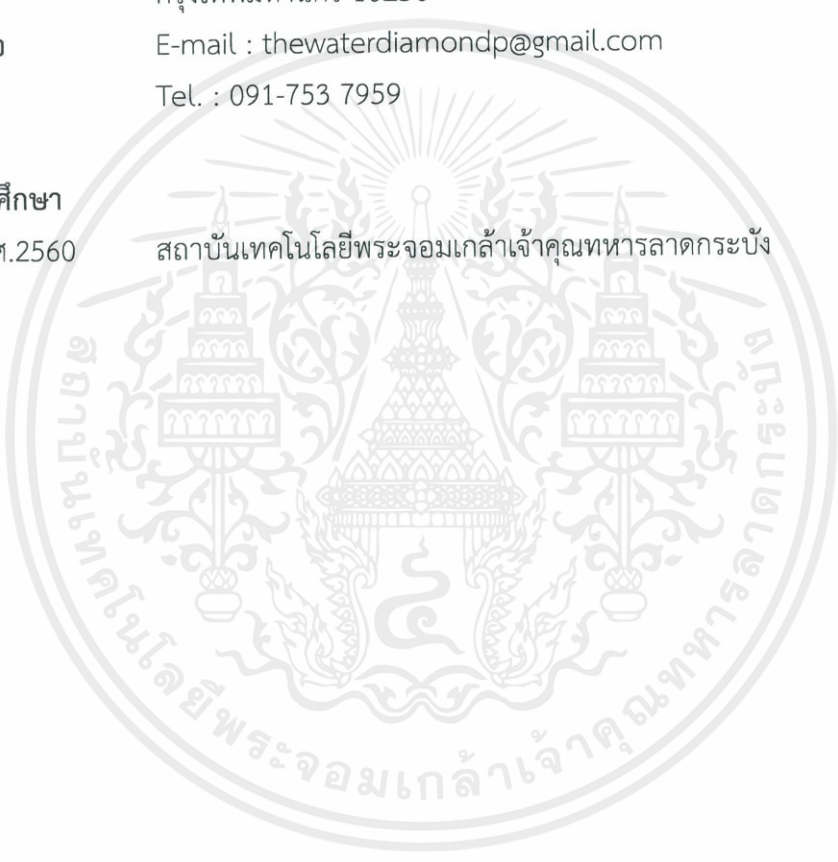 E-mail : thewaterdiamondp@gmail.com
Tel. : 091-753 7959
ศึกษา
.2560 สถาบันเทคโนโลยีพระจอมเกล้าเจ้าคุณทหารลาดกระบัง
สถาบันเทคโนโลยีพระจอมเกล้าเจ้าคุณทหารลาดกระบัง